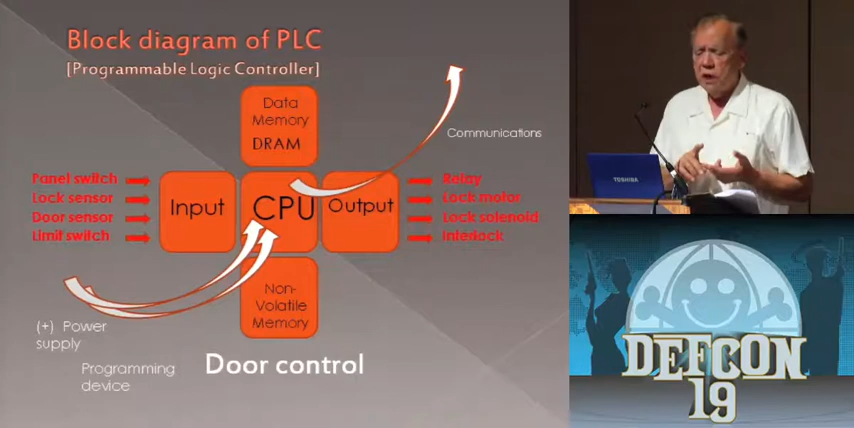 Block diagram of PLC
[Programmable Logic Controller]
Data
Memory
DRAM
Communications
Panel switch
Lock sensor
Door sensor
Limit switch
Input
CPU
Output
Relay
Lock motor
Lock solenoid
Interlock
Non-
Volatile
Memory
(+) Power
supply
Programming
device
Door control
TOSHIBA
DEFCON
19